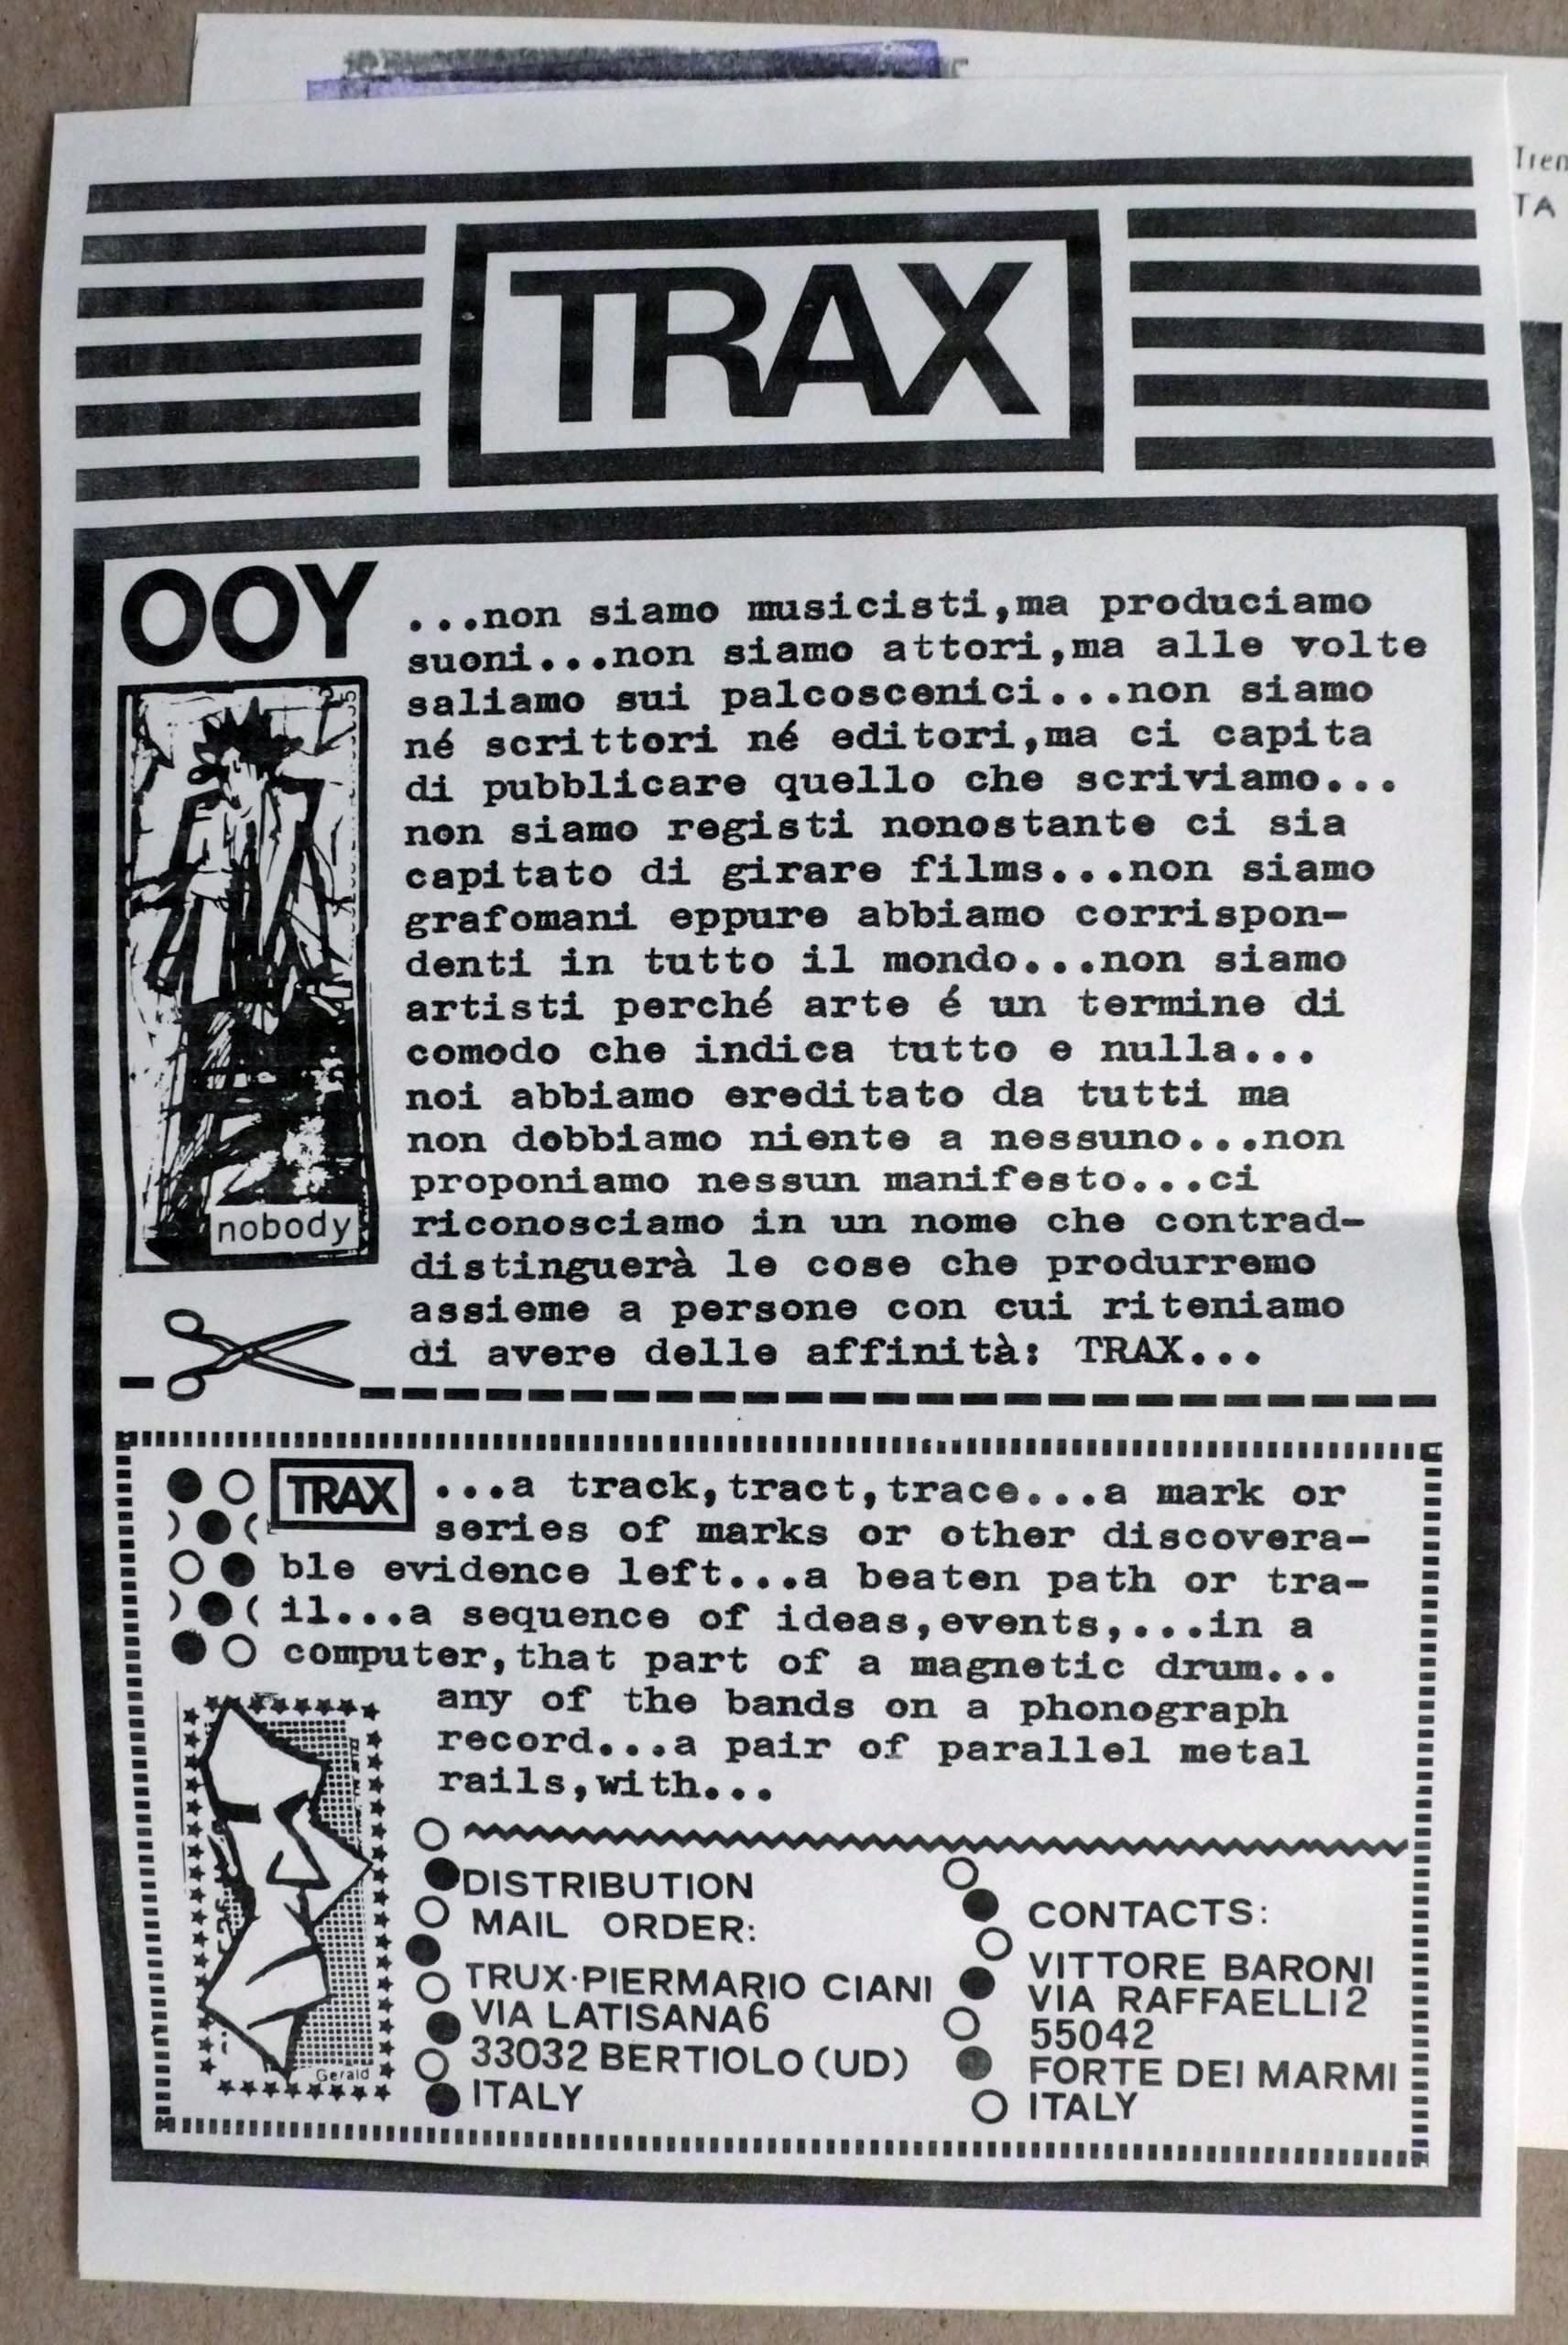 Tren
TA
TRAX
OOY
...non siamo musicisti,ma produciamo
suoni...non siamo attori,ma alle volte
saliamo sui palcoscenici...non siamo
né scrittori né editori,ma ci capita
di pubblicare quello che scriviamo...
non siamo registi nonostante ci sia
capitato di girare films...non siamo
grafomani eppure abbiamo corrispon-
denti in tutto il mondo...non siamo
artisti perché arte é un termine di
comodo che indica tutto e nulla...
noi abbiamo ereditato da tutti ma
non dobbiamo niente a nessuno...non
proponiamo nessun manifesto...ci
riconosciamo in un nome che contrad-
distinguerà le cose che produrremo
assieme a persone con cui riteniamo
di avere delle affinità: TRAX...
nobody
TRAX
...a track,tract,trace...a mark or
series of marks or other discovera-
ble evidence left...a beaten path or tra-
il...a sequence of ideas,events,...in a
computer,that part of a magnetic drum...
any of the bands on a phonograph
record...a pair of parallel metal
rails,with...
Gerald
DISTRIBUTION
MAIL ORDER:
TRUX·PIERMARIO CIANI
VIA LATISANA6
33032 BERTIOLO (UD)
ITALY
CONTACTS:
VITTORE BARONI
VIA RAFFAELLI2
55042
FORTE DEI MARMI
ITALY